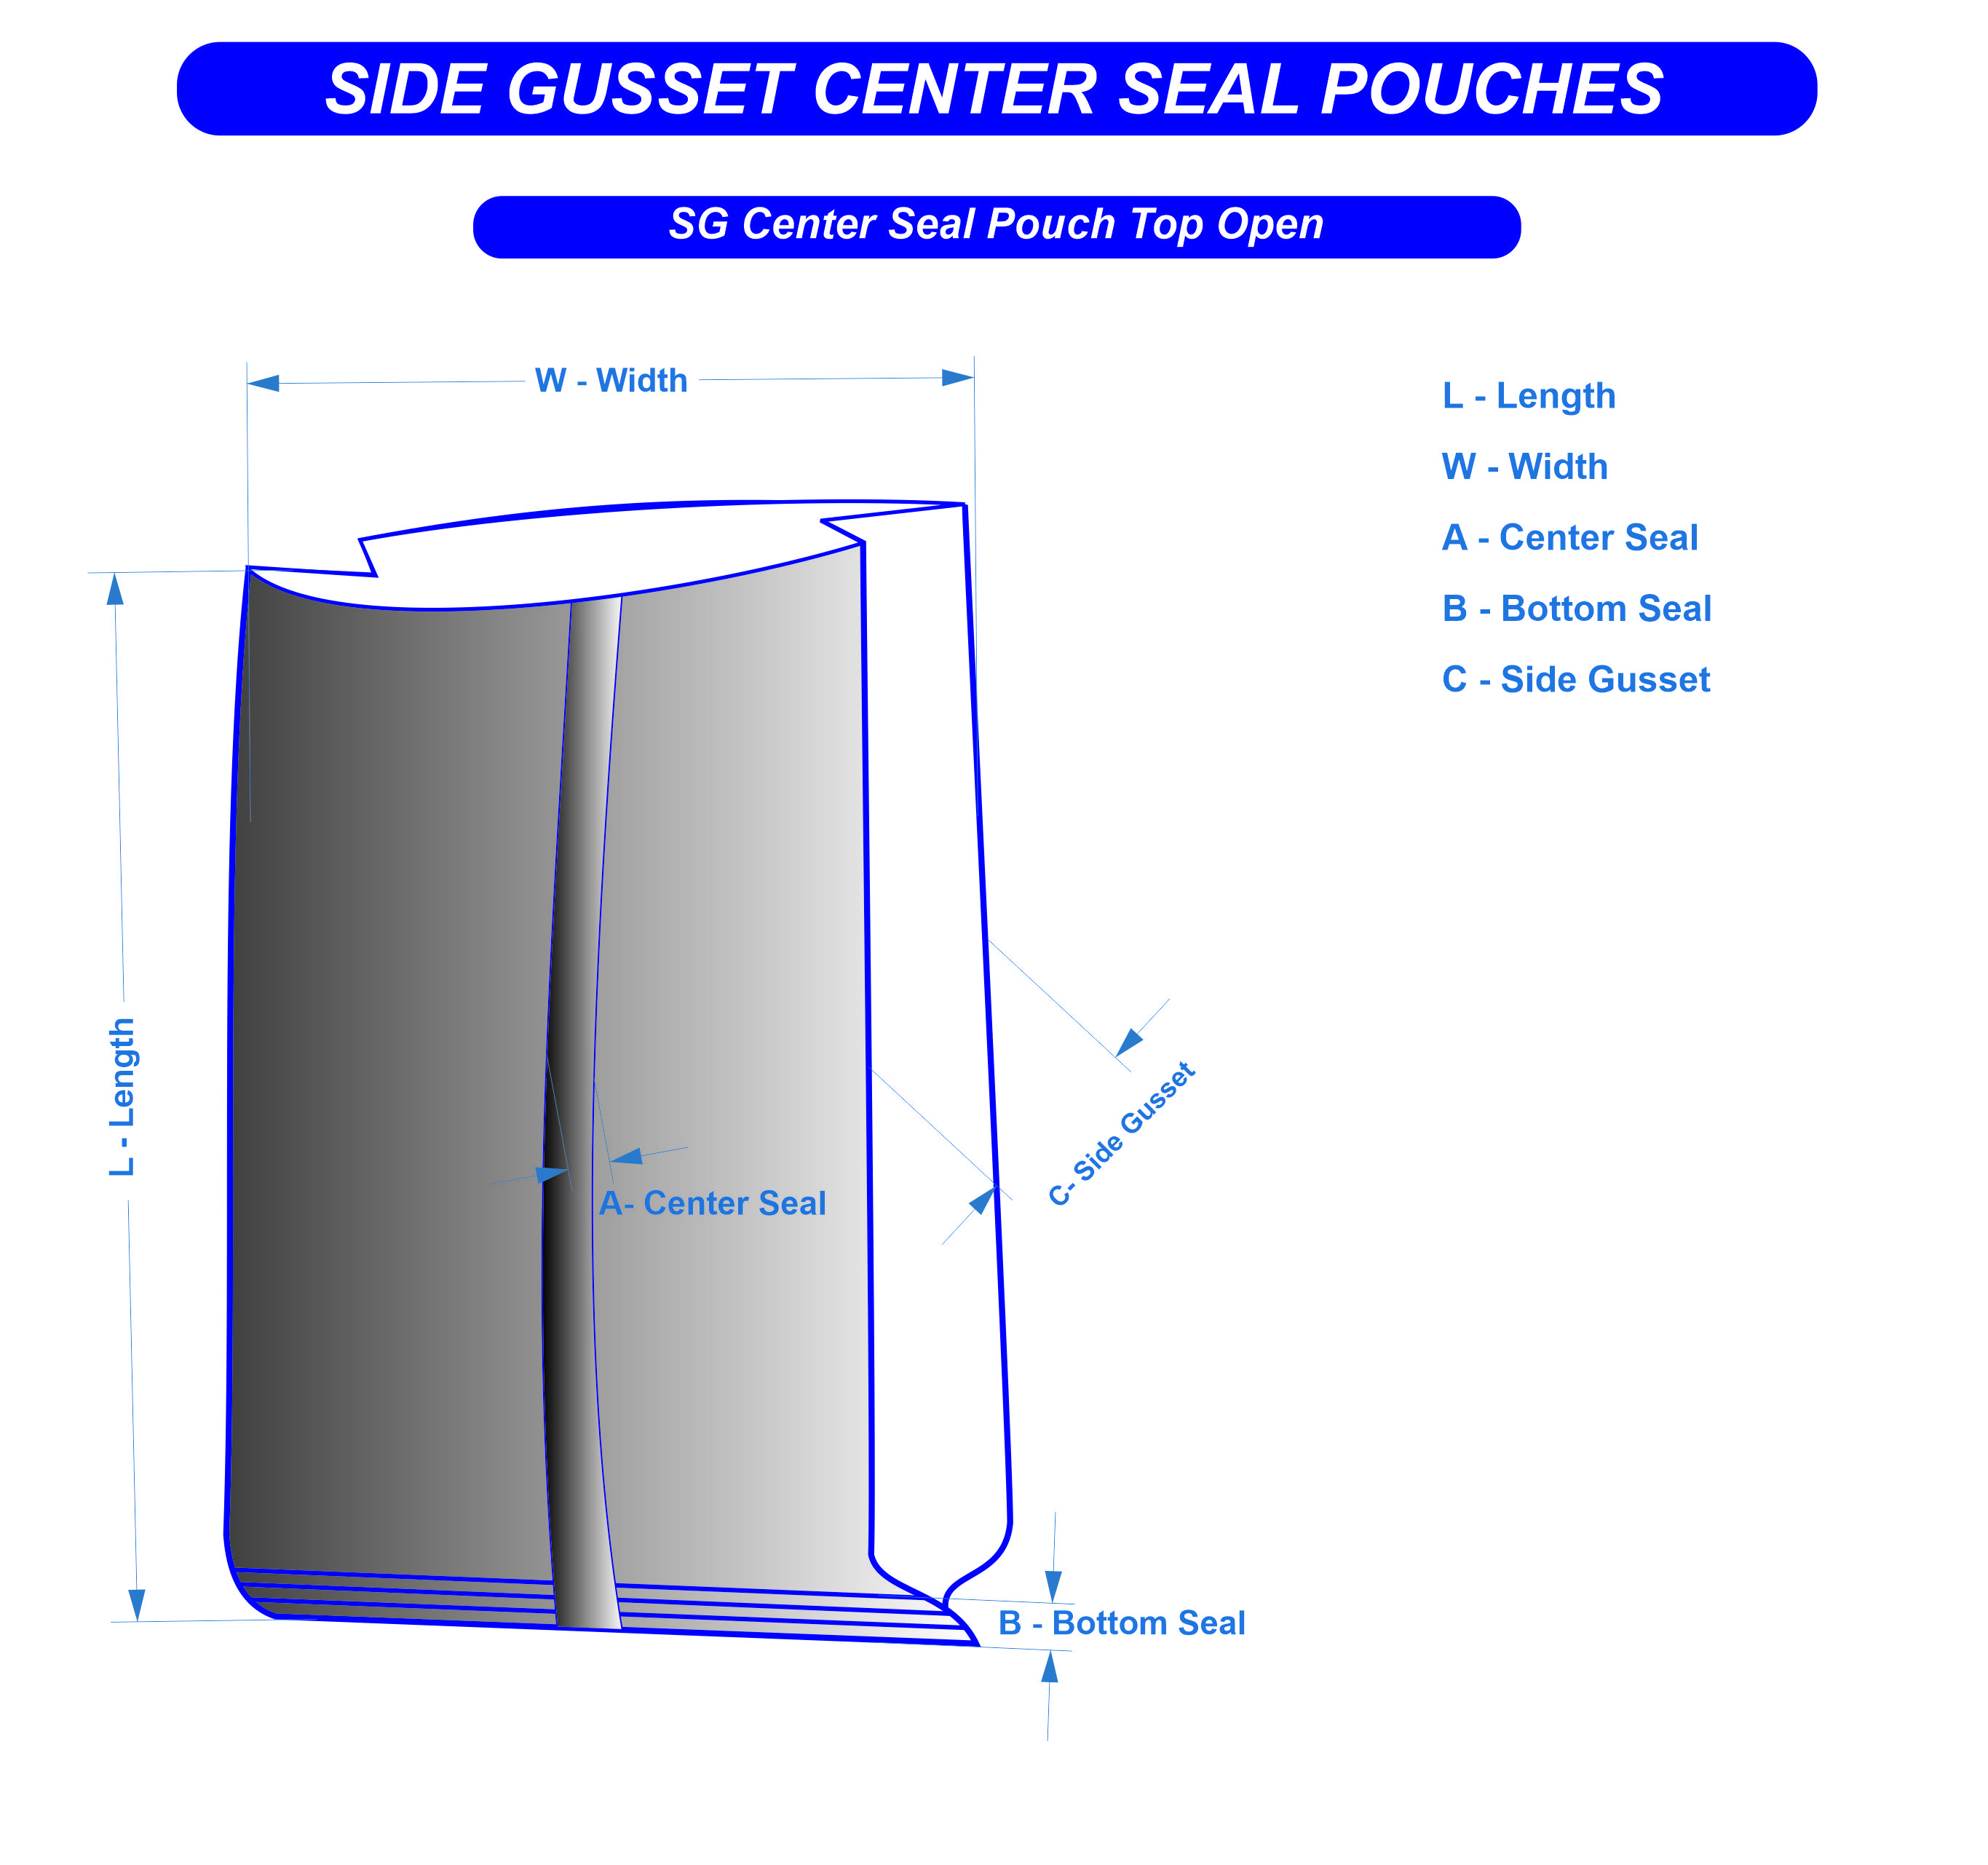 SIDE GUSSET CENTER SEAL POUCHES
SG Center Seal Pouch Top Open
W - Width
L - Length
W - Width
A - Center Seal
B - Bottom Seal
C - Side Gusset
L - Length
C- Side Gusset
A- Center Seal
B - Bottom Seal